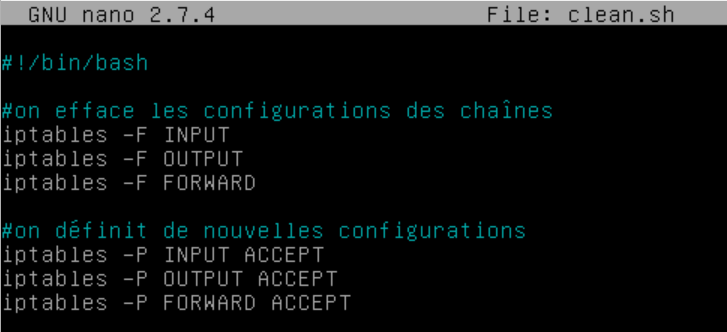 GNU nano 2.7.4 File: clean.sh
#!/bin/bash
#on efface les configurations des chaînes
iptables -F INPUT
iptables -F OUTPUT
iptables -F FORWARD
#on définit de nouvelles configurations
iptables -P INPUT ACCEPT
iptables -P OUTPUT ACCEPT
iptables -P FORWARD ACCEPT